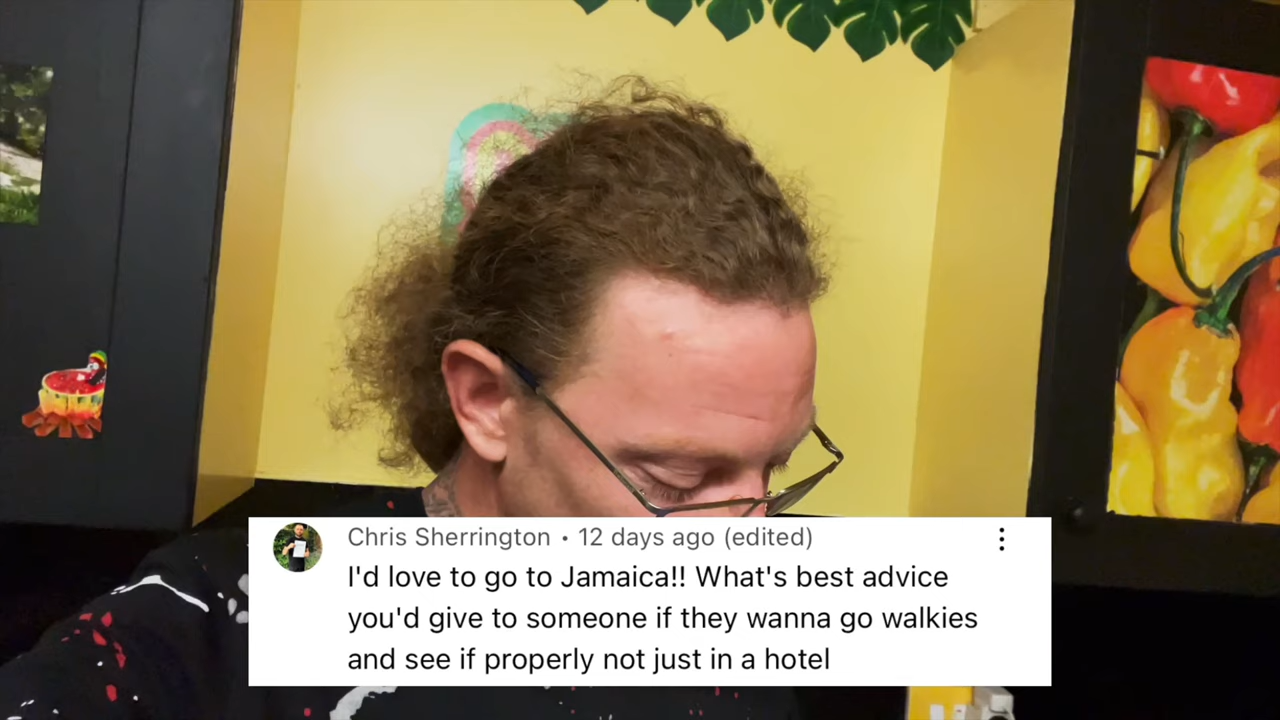 Chris Sherrington • 12 days ago (edited)
I'd love to go to Jamaica!! What's best advice
you'd give to someone if they wanna go walkies
and see if properly not just in a hotel